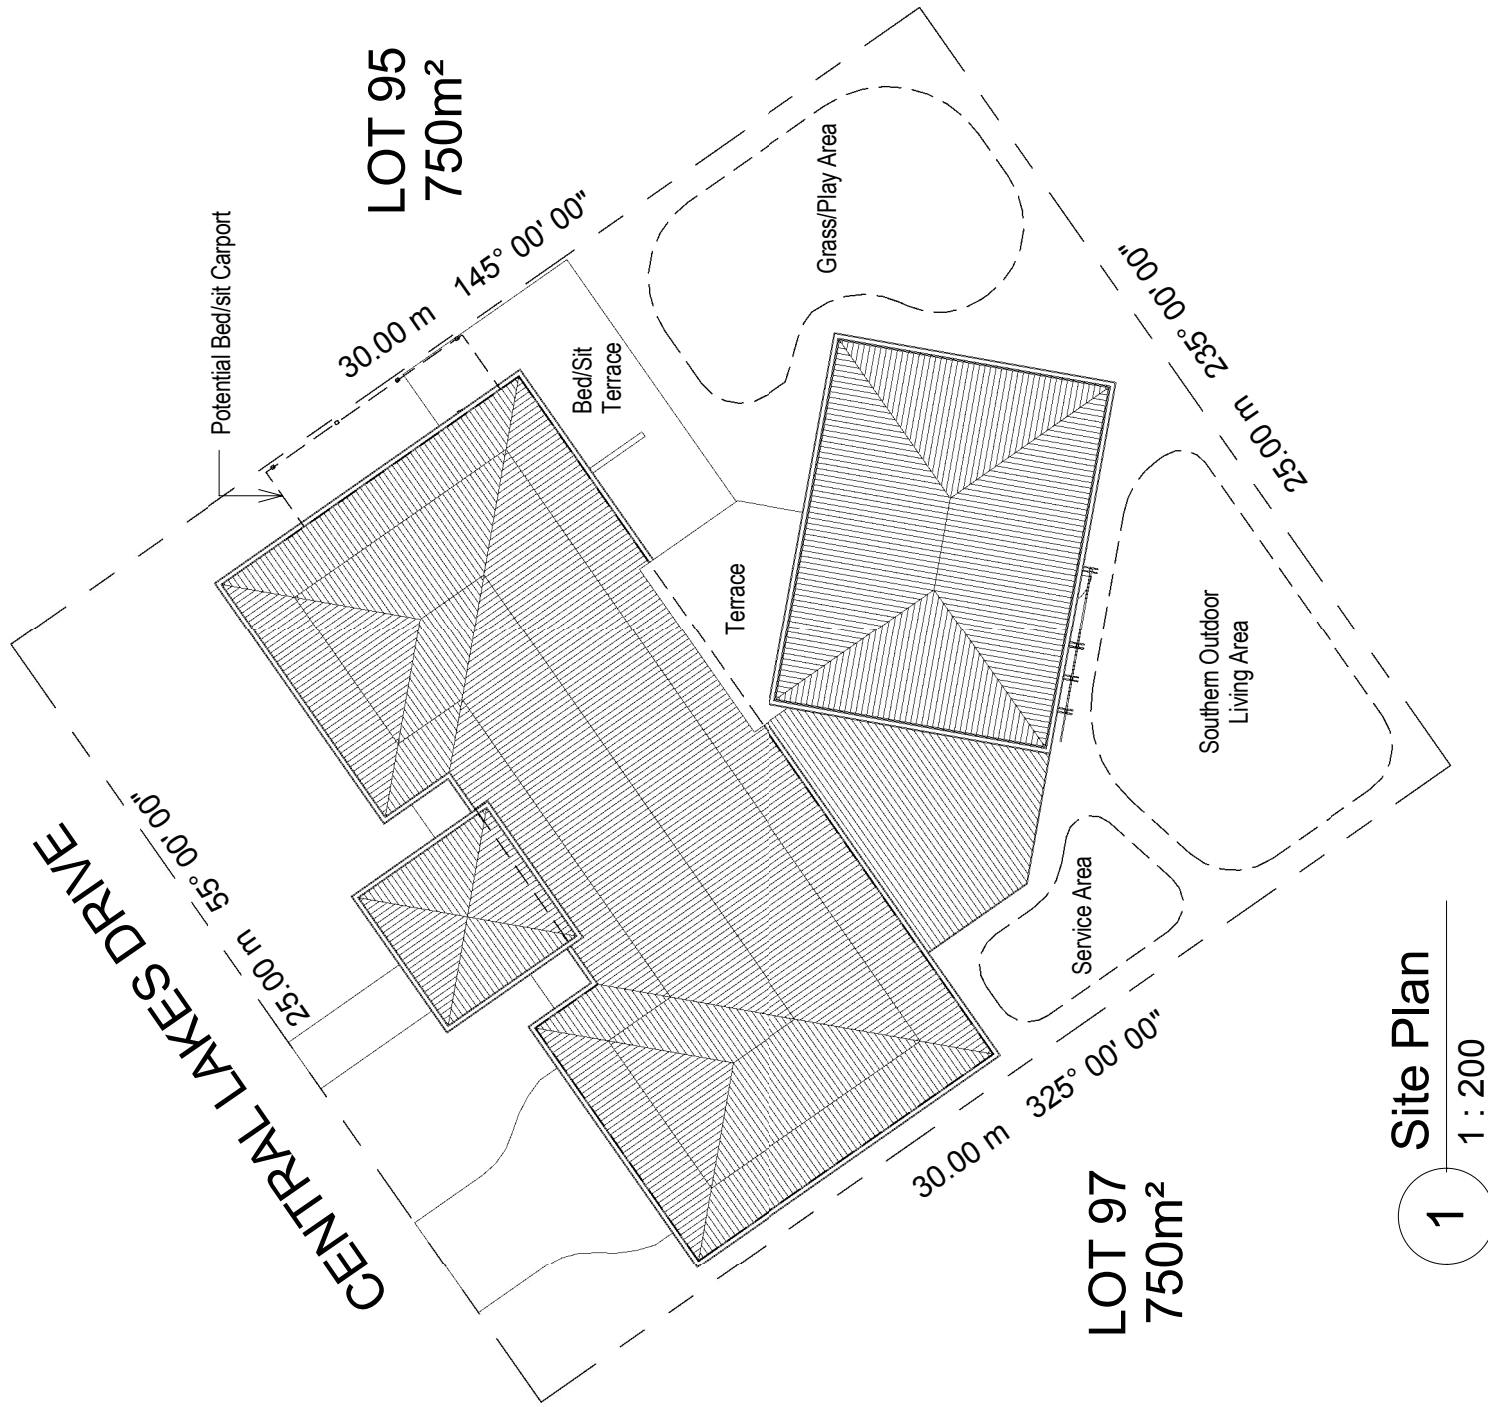 CENTRAL LAKES DRIVE
25.00 m 55° 00' 00"
Potential Bed/sit Carport
LOT 95
750m²
30.00 m 145° 00' 00"
Bed/Sit
Terrace
Grass/Play Area
Terrace
25.00 m 235° 00' 00"
Southern Outdoor
Living Area
Service Area
30.00 m 325° 00' 00"
LOT 97
750m²
1
Site Plan
1 : 200